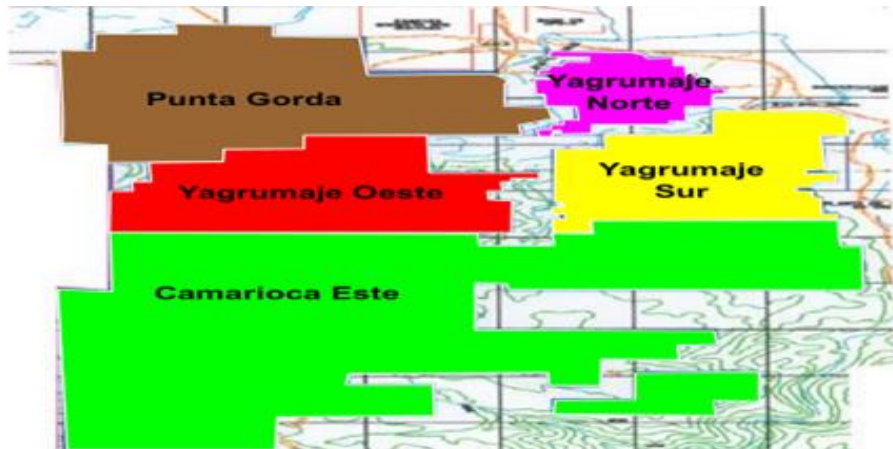 Punta Gorda
Yagrumaje
Norte
Yagrumaje Oeste
Yagrumaje
Sur
Camarioca Este